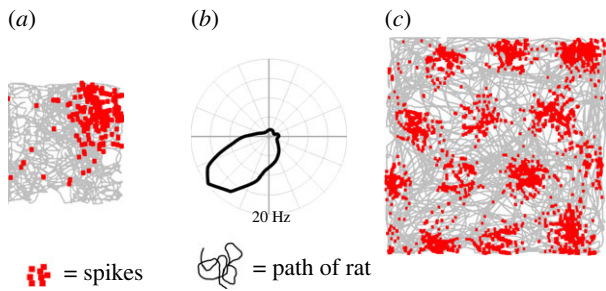 (a)
(b)
(c)
20 Hz
= spikes
= path of rat